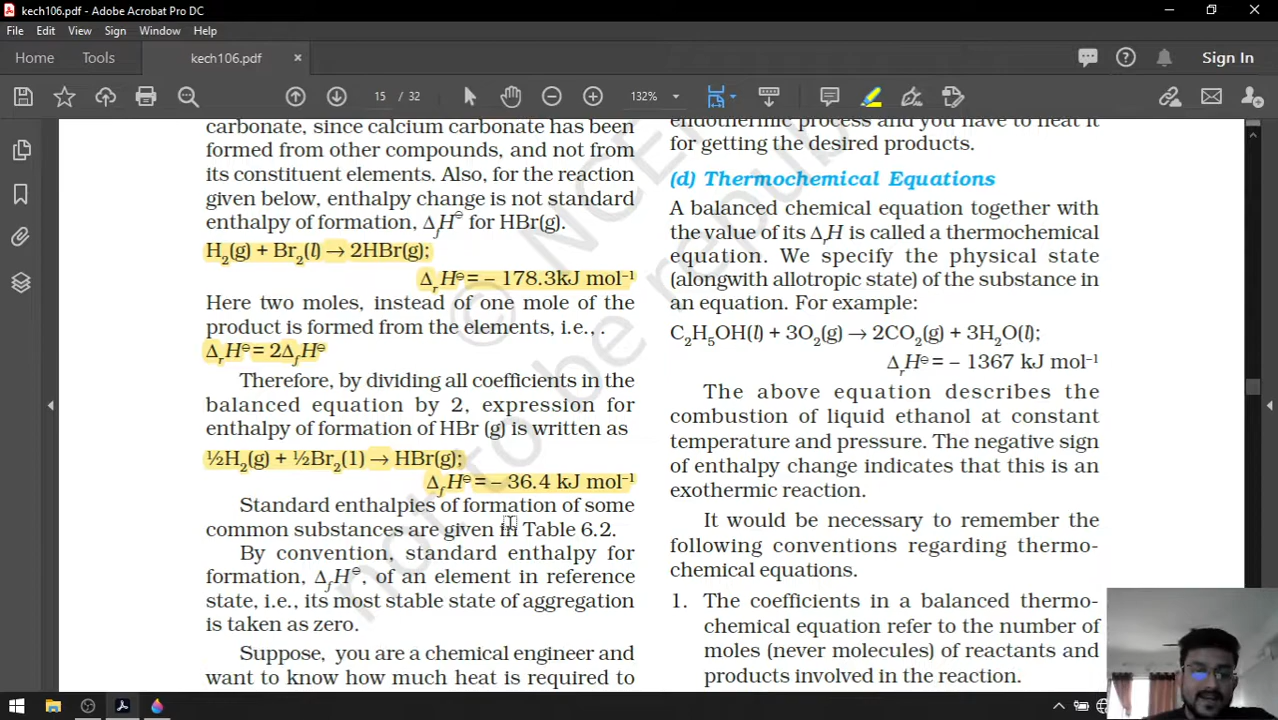 kech106.pdf - Adobe Acrobat Pro DC
File Edit View Sign Window Help
Home Tools kech106.pdf × Sign In
15 / 32 132%
carbonate, since calcium carbonate has been
formed from other compounds, and not from
its constituent elements. Also, for the reaction
given below, enthalpy change is not standard
enthalpy of formation, ΔfH⊖ for HBr(g).
H₂(g) + Br₂(l) → 2HBr(g);
ΔrH⊖ = – 178.3kJ mol⁻¹
Here two moles, instead of one mole of the
product is formed from the elements, i.e., .
ΔrH⊖ = 2ΔfH⊖
Therefore, by dividing all coefficients in the
balanced equation by 2, expression for
enthalpy of formation of HBr (g) is written as
½H₂(g) + ½Br₂(1) → HBr(g);
ΔfH⊖ = – 36.4 kJ mol⁻¹
Standard enthalpies of formation of some
common substances are given in Table 6.2.
By convention, standard enthalpy for
formation, ΔfH⊖, of an element in reference
state, i.e., its most stable state of aggregation
is taken as zero.
Suppose, you are a chemical engineer and
want to know how much heat is required to
endothermic process and you have to heat it
for getting the desired products.
(d) Thermochemical Equations
A balanced chemical equation together with
the value of its ΔrH is called a thermochemical
equation. We specify the physical state
(alongwith allotropic state) of the substance in
an equation. For example:
C₂H₅OH(l) + 3O₂(g) → 2CO₂(g) + 3H₂O(l);
ΔrH⊖ = – 1367 kJ mol⁻¹
The above equation describes the
combustion of liquid ethanol at constant
temperature and pressure. The negative sign
of enthalpy change indicates that this is an
exothermic reaction.
It would be necessary to remember the
following conventions regarding thermo-
chemical equations.
1. The coefficients in a balanced thermo-
chemical equation refer to the number of
moles (never molecules) of reactants and
products involved in the reaction.
© NCE
not to be repub